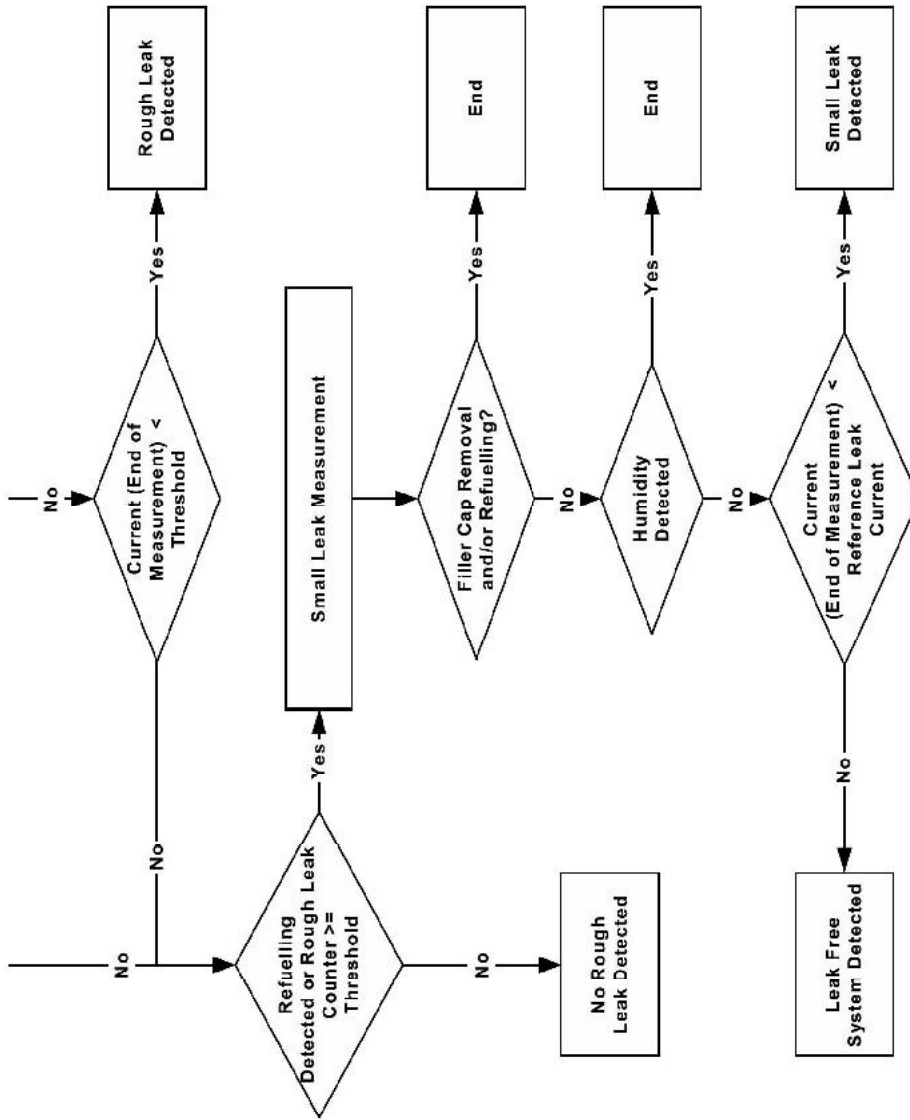 No
No
Current (End of
Measurement) <
Threshold
Yes
Rough Leak
Detected
No
Refuelling
Detected or Rough Leak
Counter >=
Threshold
Yes
Small Leak Measurement
No
No Rough
Leak Detected
Filler Cap Removal
and/or Refuelling?
Yes
End
No
Humidity
Detected
Yes
End
No
Current
(End of Measurement) <
Reference Leak
Current
Yes
Small Leak
Detected
No
Leak Free
System Detected